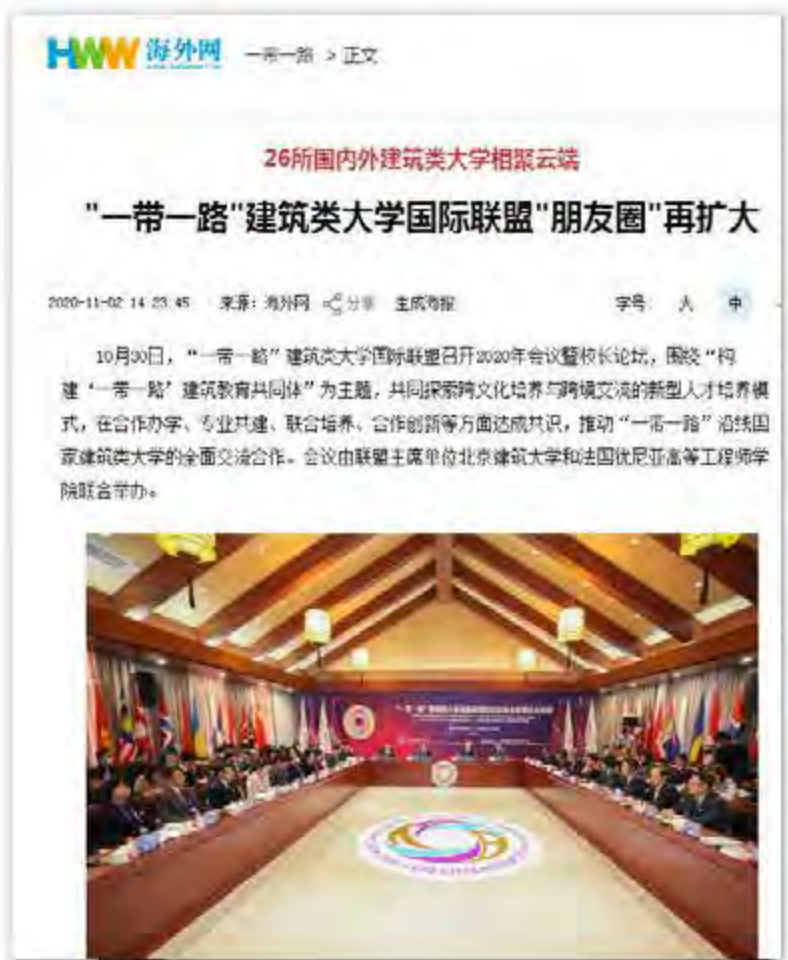 HWW 海外网 一带一路 > 正文
26所国内外建筑类大学相聚云端
"一带一路"建筑类大学国际联盟"朋友圈"再扩大
2020-11-02 14:23:45 来源：海外网 分享 生成海报 字号 大 中
10月30日，“一带一路”建筑类大学国际联盟召开2020年会议暨校长论坛，围绕“构
建‘一带一路’建筑教育共同体”为主题，共同探索跨文化培养与跨境交流的新型人才培养模
式，在合作办学、专业共建、联合培养、合作创新等方面达成共识，推动“一带一路”沿线国
家建筑类大学的全面交流合作。会议由联盟主席单位北京建筑大学和法国优尼亚高等工程师学
院联合举办。